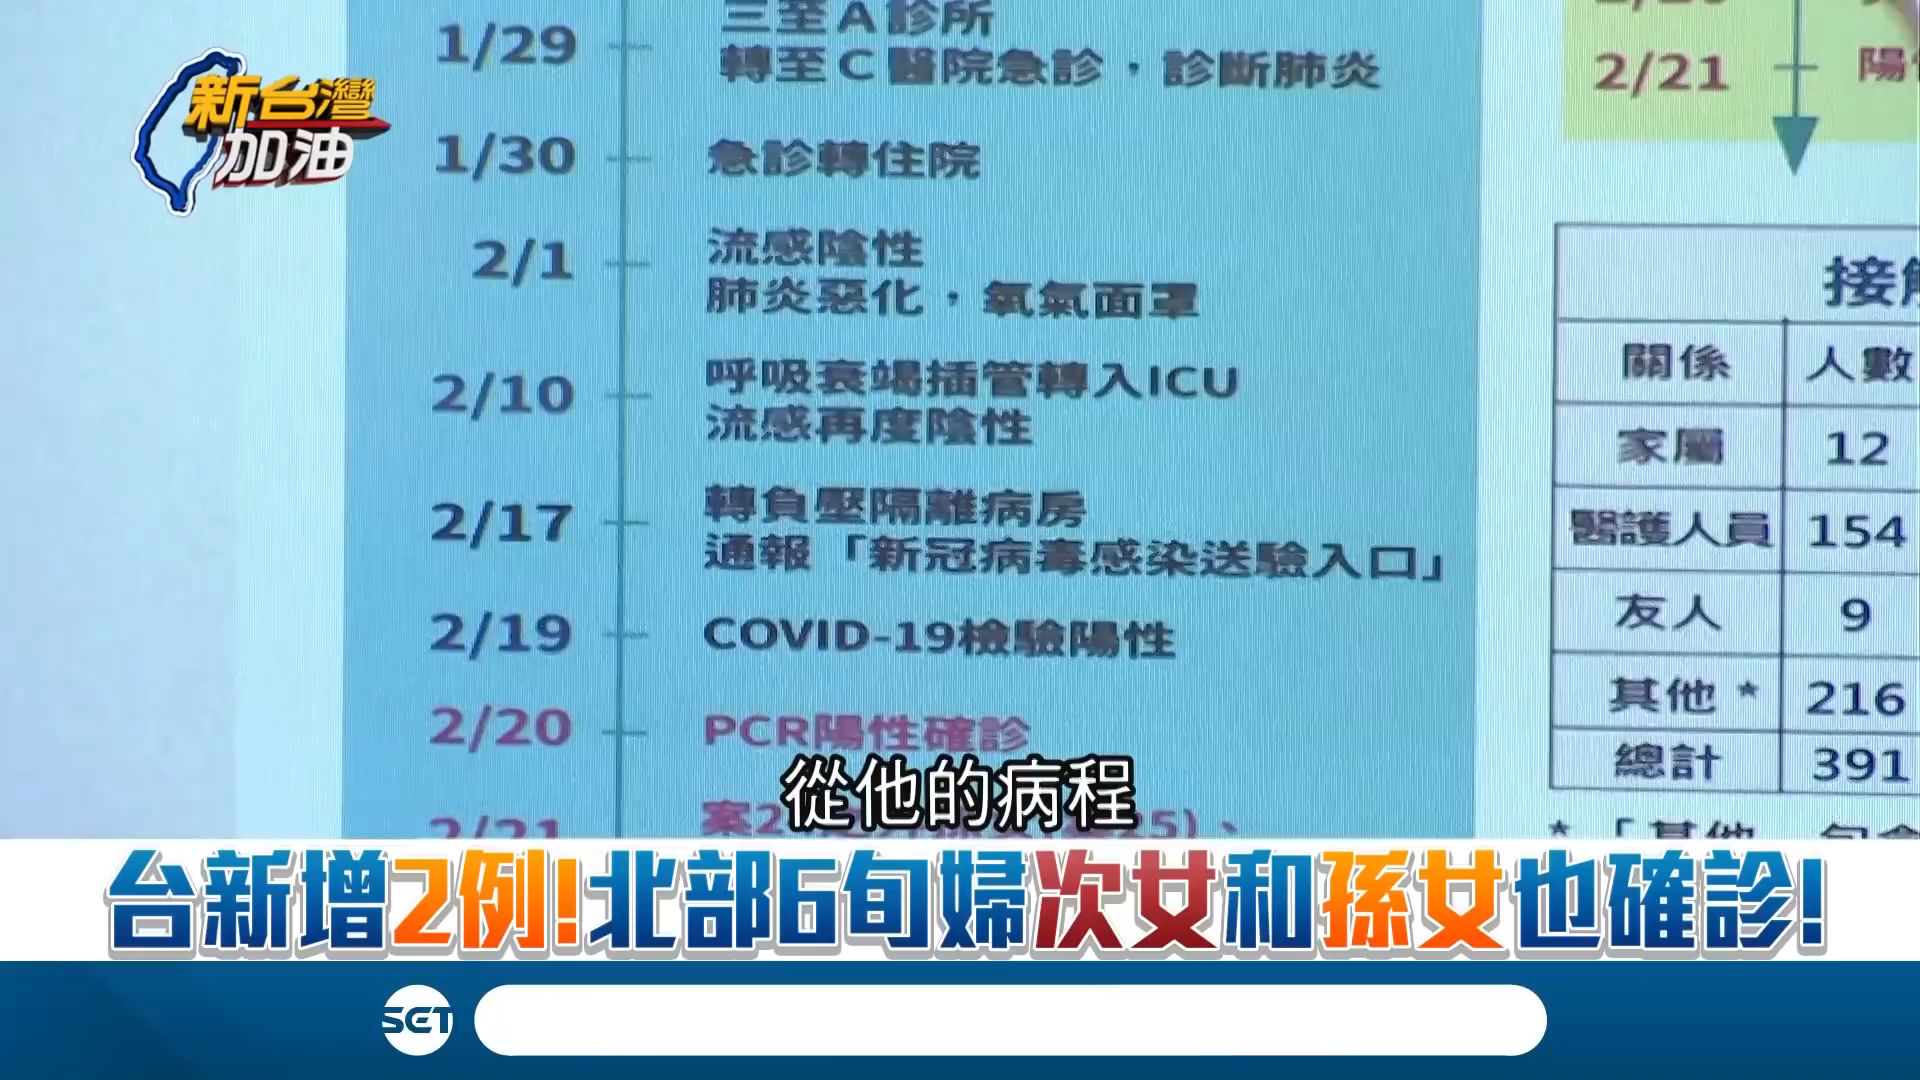 新台灣
加油
1/29
三至A診所
轉至C醫院急診，診斷肺炎
1/30
急診轉住院
2/1
流感陰性
肺炎惡化，氧氣面罩
2/10
呼吸衰竭插管轉入ICU
流感再度陰性
2/17
轉負壓隔離病房
通報「新冠病毒感染送驗入口」
2/19
COVID-19檢驗陽性
2/20
PCR陽性確診
2/21
2/21
陽
關係 人數
家屬 12
醫護人員 154
友人 9
其他* 216
總計 391
從他的病程
台新增2例!北部6旬婦次女和孫女也確診!
SET